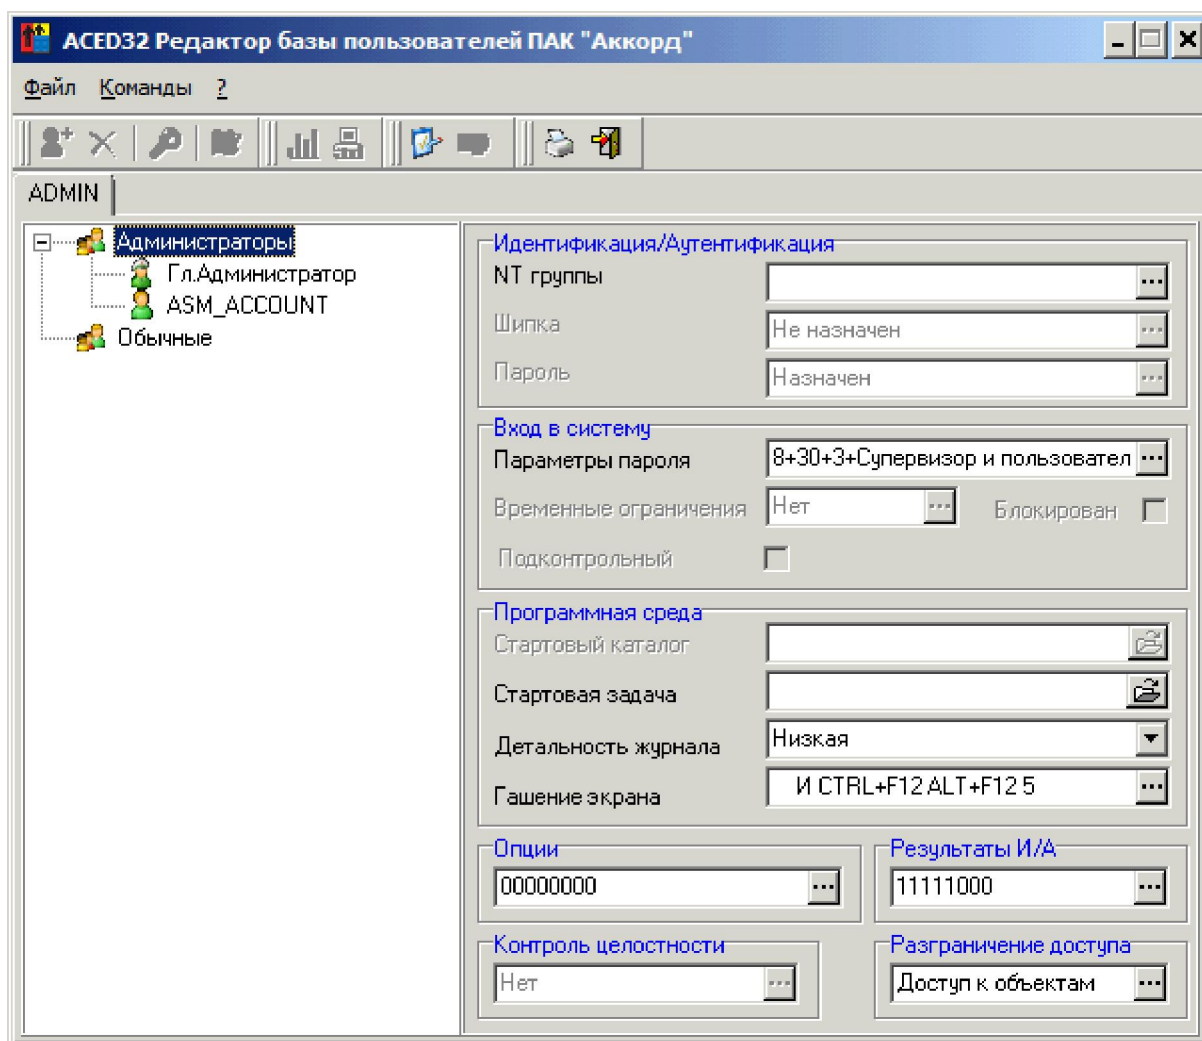 ACED32 Редактор базы пользователей ПАК "Аккорд"
Файл Команды ?
ADMIN
Администраторы
Гл.Администратор
ASM_ACCOUNT
Обычные
Идентификация/Аутентификация
NT группы
Шипка Не назначен
Пароль Назначен
Вход в систему
Параметры пароля 8+30+3+Супервизор и пользовател
Временные ограничения Нет Блокирован
Подконтрольный
Программная среда
Стартовый каталог
Стартовая задача
Детальность журнала Низкая
Гашение экрана И CTRL+F12 ALT+F12 5
Опции Результаты И/А
00000000 11111000
Контроль целостности Разграничение доступа
Нет Доступ к объектам